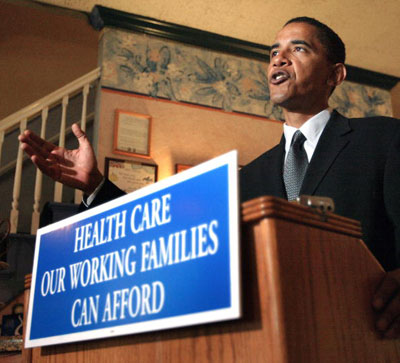 HEALTH CARE
OUR WORKING FAMILIES
CAN AFFORD